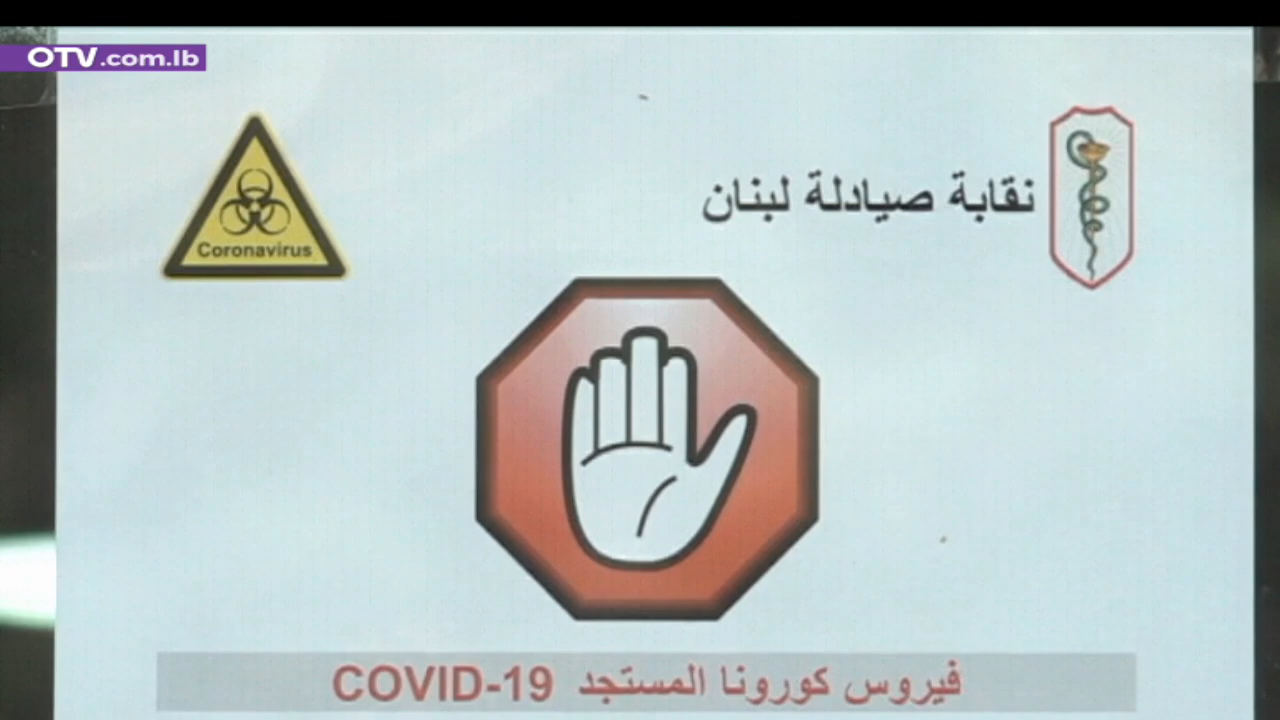 OTV.com.lb
نقابة صيادلة لبنان
Coronavirus
فيروس كورونا المستجد COVID-19